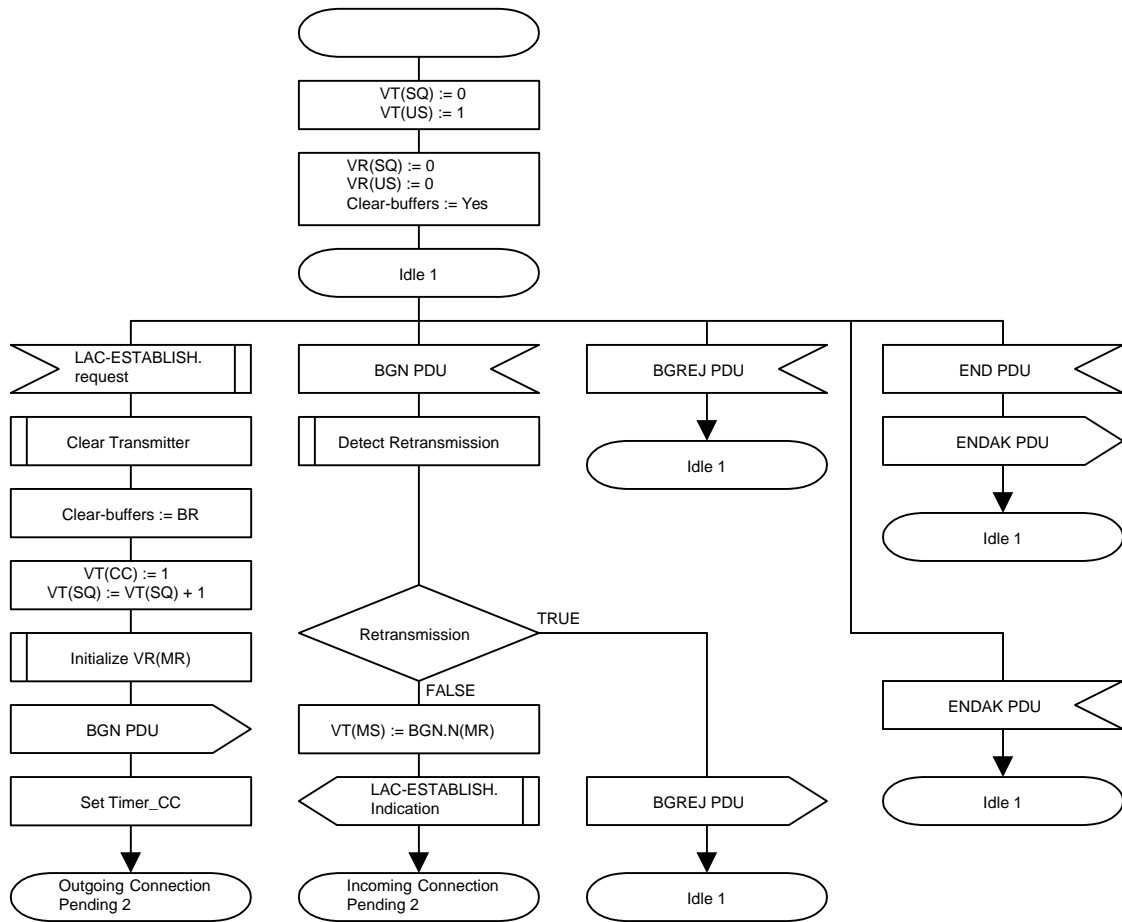 VT(SQ) := 0
VT(US) := 1
VR(SQ) := 0
VR(US) := 0
Clear-buffers := Yes
Idle 1
LAC-ESTABLISH.
request
Clear Transmitter
Clear-buffers := BR
VT(CC) := 1
VT(SQ) := VT(SQ) + 1
Initialize VR(MR)
BGN PDU
Set Timer_CC
Outgoing Connection
Pending 2
BGN PDU
Detect Retransmission
Retransmission
TRUE
FALSE
VT(MS) := BGN.N(MR)
LAC-ESTABLISH.
Indication
Incoming Connection
Pending 2
BGREJ PDU
Idle 1
BGREJ PDU
Idle 1
END PDU
ENDAK PDU
Idle 1
ENDAK PDU
Idle 1